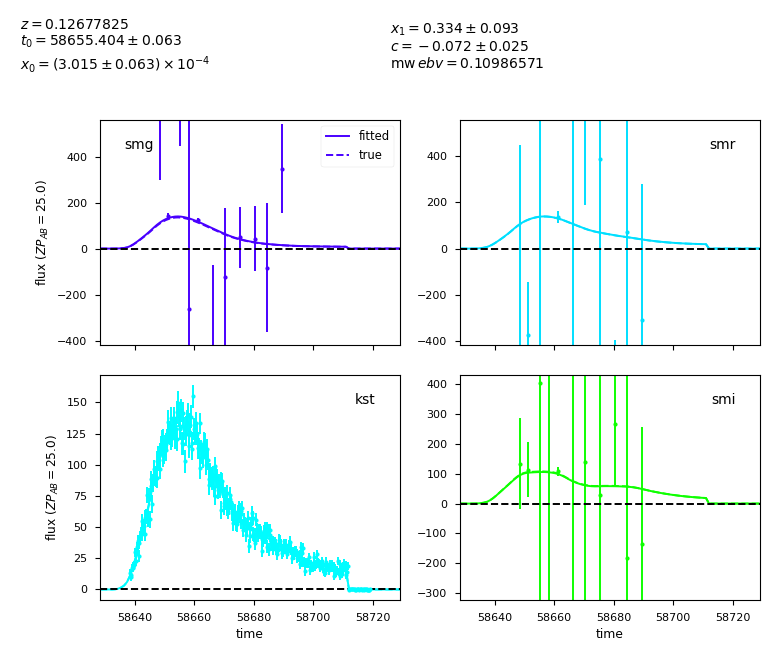 z = 0.12677825
t₀ = 58655.404 ± 0.063
x₀ = (3.015 ± 0.063) × 10⁻⁴
x₁ = 0.334 ± 0.093
c = −0.072 ± 0.025
mw ebv = 0.10986571
smg
fitted
true
400
200
0
−200
−400
flux (ZP_AB = 25.0)
smr
400
200
0
−200
−400
kst
150
125
100
75
50
25
0
flux (ZP_AB = 25.0)
58640 58660 58680 58700 58720
time
smi
400
300
200
100
0
−100
−200
−300
58640 58660 58680 58700 58720
time